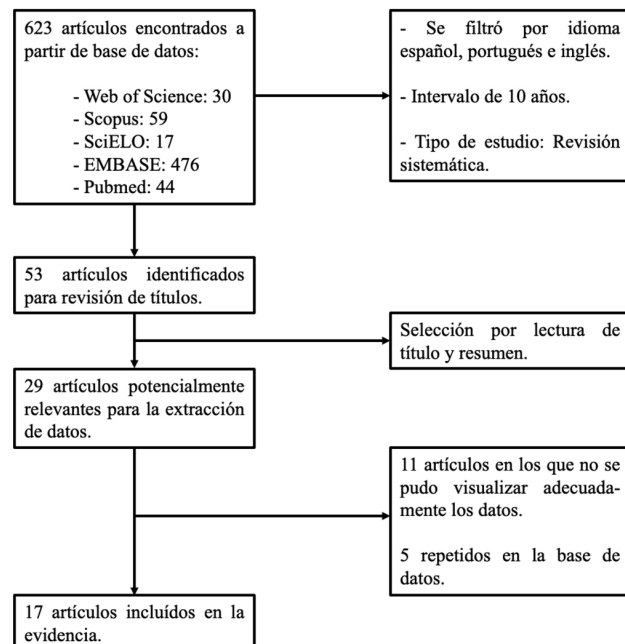 623 artículos encontrados a
partir de base de datos:
- Web of Science: 30
- Scopus: 59
- SciELO: 17
- EMBASE: 476
- Pubmed: 44
- Se filtró por idioma
español, portugués e inglés.
- Intervalo de 10 años.
- Tipo de estudio: Revisión
sistemática.
53 artículos identificados
para revisión de títulos.
Selección por lectura de
título y resumen.
29 artículos potencialmente
relevantes para la extracción
de datos.
11 artículos en los que no se
pudo visualizar adecuada-
mente los datos.
5 repetidos en la base de
datos.
17 artículos incluídos en la
evidencia.